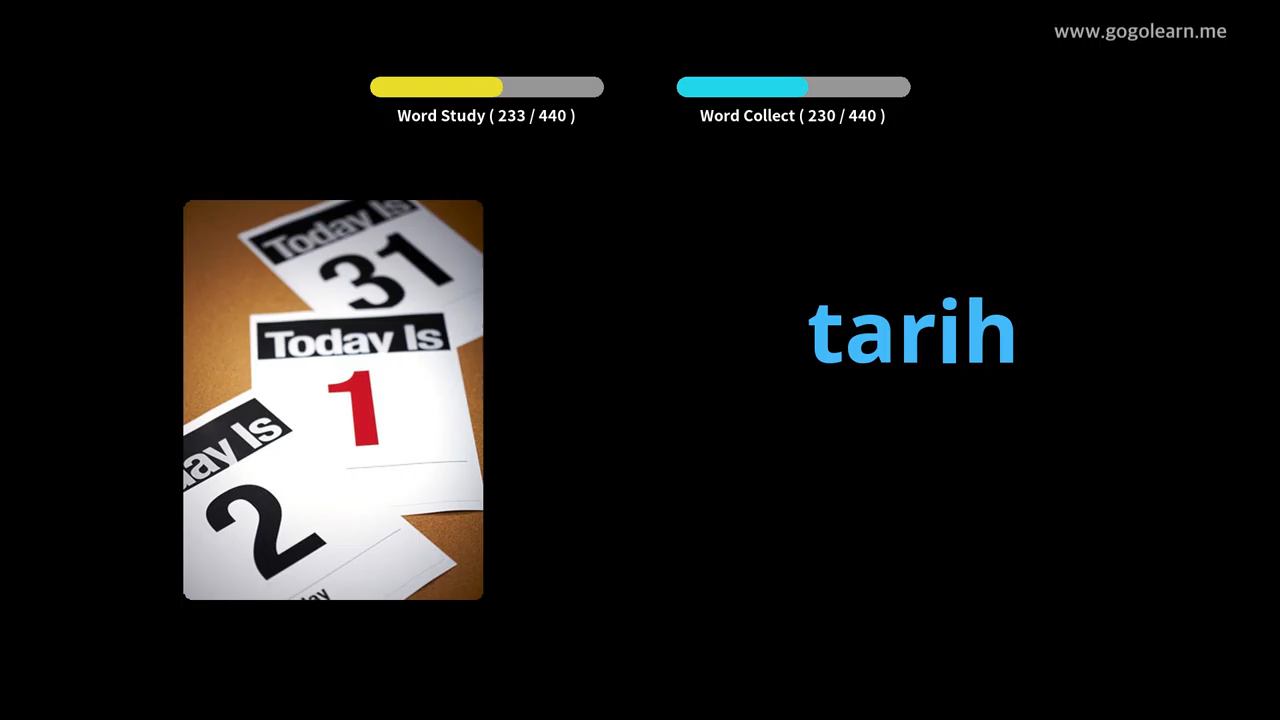 www.gogolearn.me
Word Study ( 233 / 440 )
Word Collect ( 230 / 440 )
Today Is
31
Today Is
1
ay Is
2
day
tarih